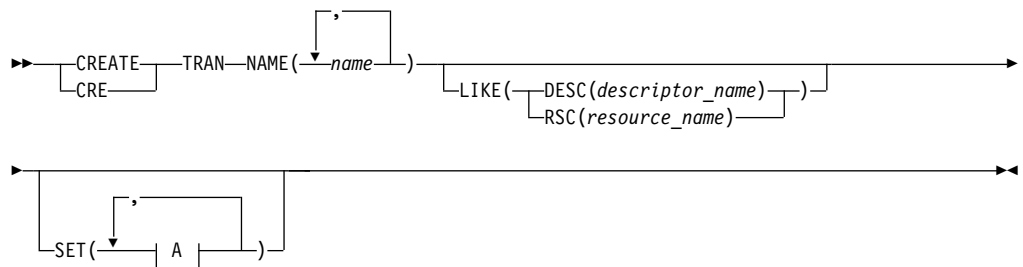 ,
CREATE TRAN NAME( name ) 
CRE LIKE( DESC(descriptor_name) )
RSC(resource_name)
,
SET( A )